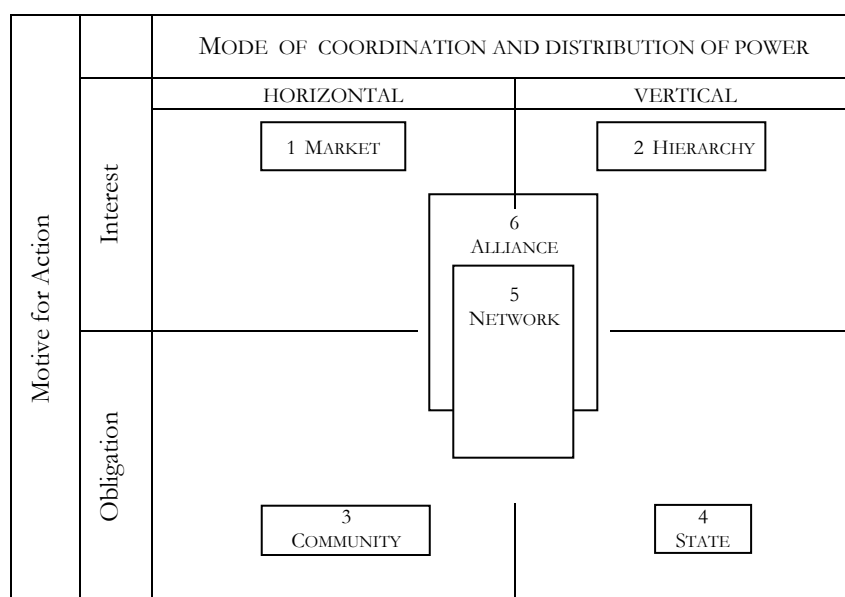 MODE OF COORDINATION AND DISTRIBUTION OF POWER
HORIZONTAL
VERTICAL
Motive for Action
Interest
1 MARKET
2 HIERARCHY
6
ALLIANCE
5
NETWORK
Obligation
3
COMMUNITY
4
STATE